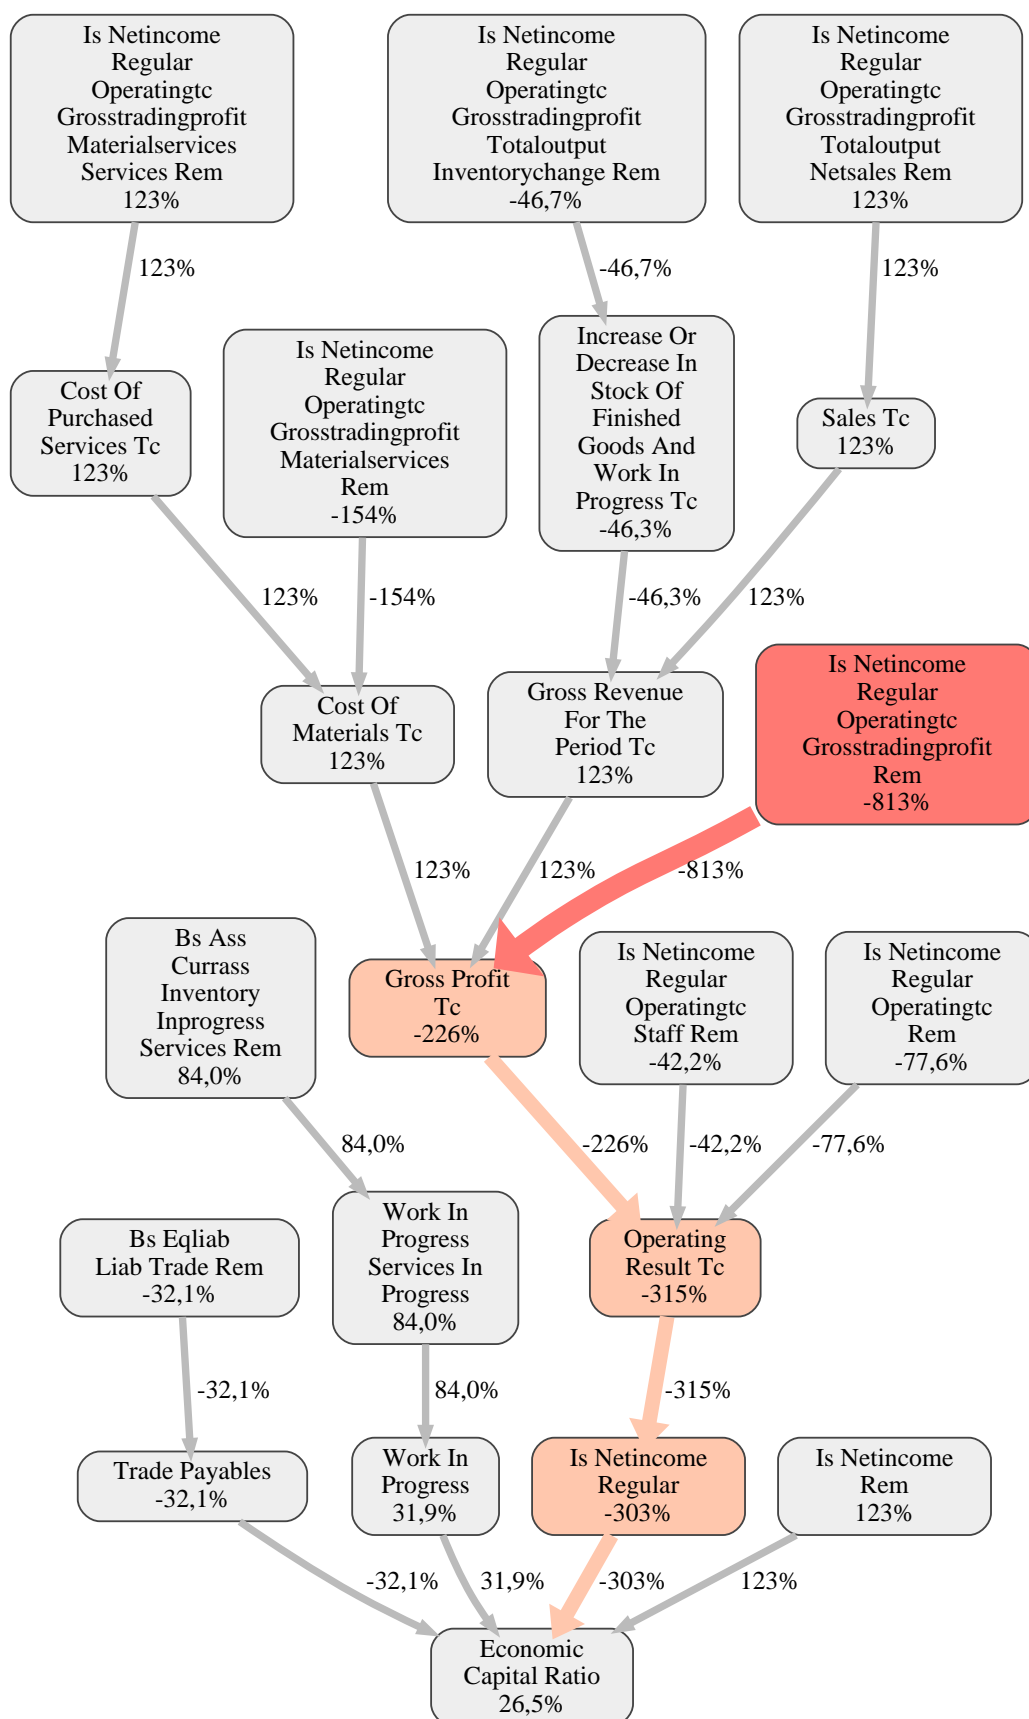 Is Netincome
Regular
Operatingtc
Grosstradingprofit
Materialservices
Services Rem
123%
Is Netincome
Regular
Operatingtc
Grosstradingprofit
Totaloutput
Inventorychange Rem
-46,7%
Is Netincome
Regular
Operatingtc
Grosstradingprofit
Totaloutput
Netsales Rem
123%
123%
-46,7%
123%
Cost Of
Purchased
Services Tc
123%
Is Netincome
Regular
Operatingtc
Grosstradingprofit
Materialservices
Rem
-154%
Increase Or
Decrease In
Stock Of
Finished
Goods And
Work In
Progress Tc
-46,3%
Sales Tc
123%
123%
-154%
-46,3%
123%
Cost Of
Materials Tc
123%
Gross Revenue
For The
Period Tc
123%
Is Netincome
Regular
Operatingtc
Grosstradingprofit
Rem
-813%
123%
123%
-813%
Bs Ass
Currass
Inventory
Inprogress
Services Rem
84,0%
Gross Profit
Tc
-226%
Is Netincome
Regular
Operatingtc
Staff Rem
-42,2%
Is Netincome
Regular
Operatingtc
Rem
-77,6%
84,0%
-226%
-42,2%
-77,6%
Bs Eqliab
Liab Trade Rem
-32,1%
Work In
Progress
Services In
Progress
84,0%
Operating
Result Tc
-315%
-32,1%
84,0%
-315%
Trade Payables
-32,1%
Work In
Progress
31,9%
Is Netincome
Regular
-303%
Is Netincome
Rem
123%
-32,1%
31,9%
-303%
123%
Economic
Capital Ratio
26,5%